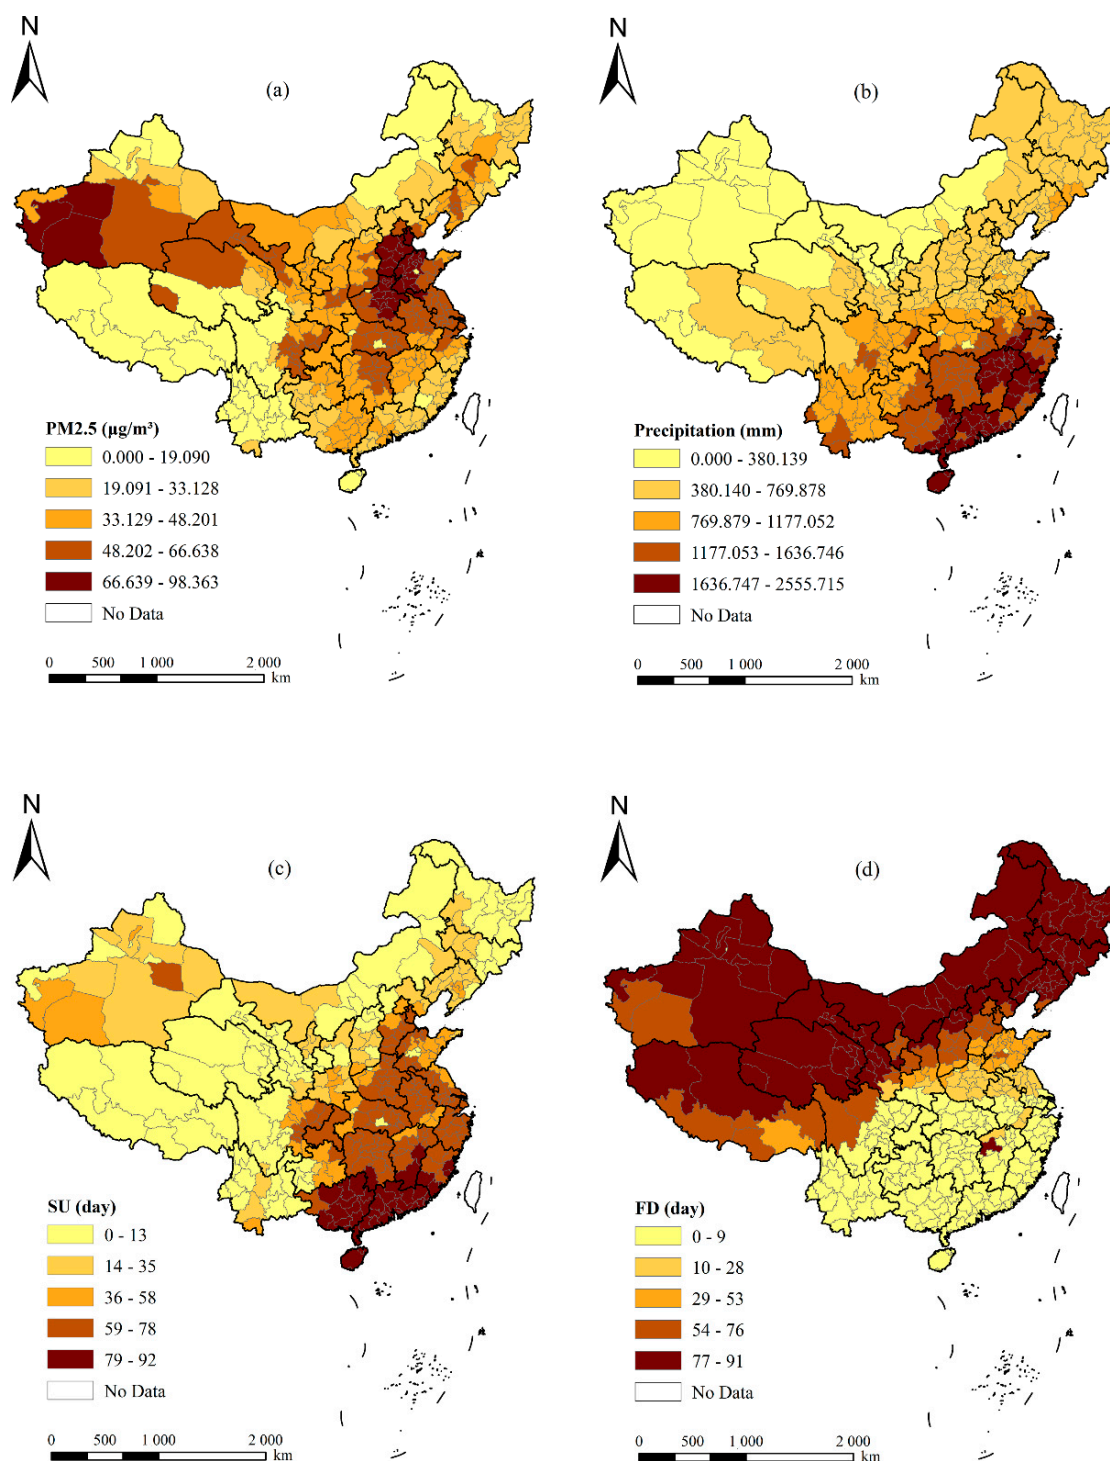 N
(a)
PM2.5 (μg/m³)
0.000 - 19.090
19.091 - 33.128
33.129 - 48.201
48.202 - 66.638
66.639 - 98.363
No Data
0 500 1 000 2 000
km
N
(b)
Precipitation (mm)
0.000 - 380.139
380.140 - 769.878
769.879 - 1177.052
1177.053 - 1636.746
1636.747 - 2555.715
No Data
0 500 1 000 2 000
km
N
(c)
SU (day)
0 - 13
14 - 35
36 - 58
59 - 78
79 - 92
No Data
0 500 1 000 2 000
km
N
(d)
FD (day)
0 - 9
10 - 28
29 - 53
54 - 76
77 - 91
No Data
0 500 1 000 2 000
km